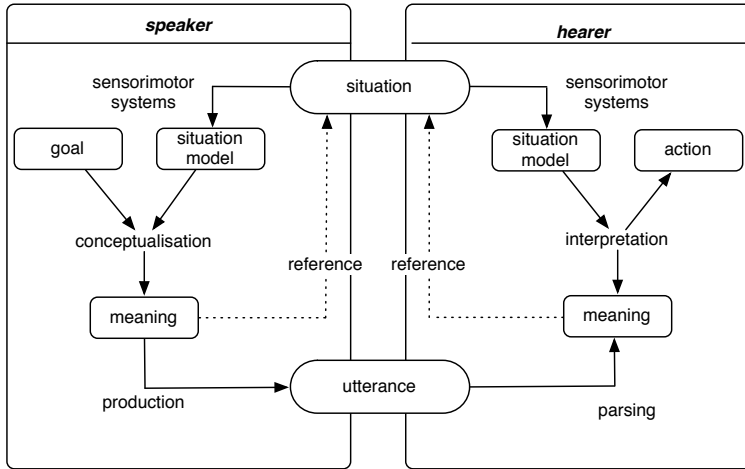 speaker
hearer
situation
sensorimotor
systems
sensorimotor
systems
goal
situation
model
situation
model
action
conceptualisation
interpretation
reference
reference
meaning
meaning
utterance
production
parsing